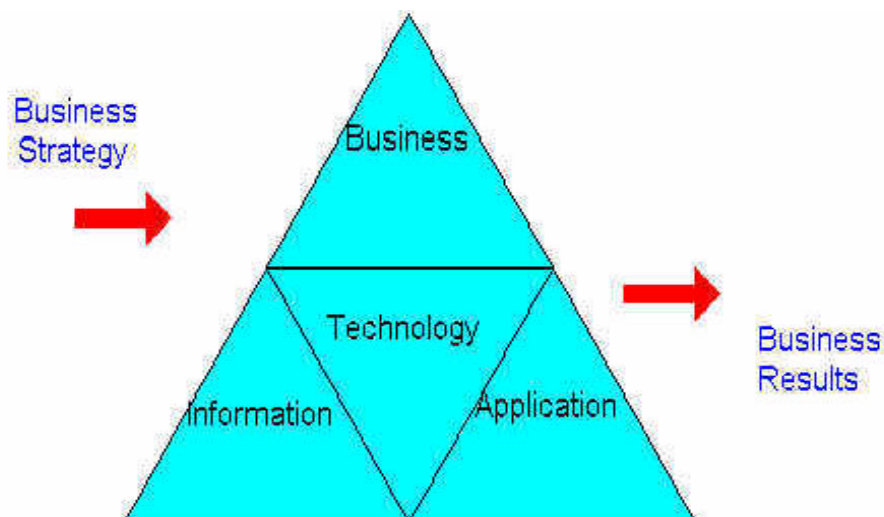 Business
Strategy
Business
Technology
Information
Application
Business
Results